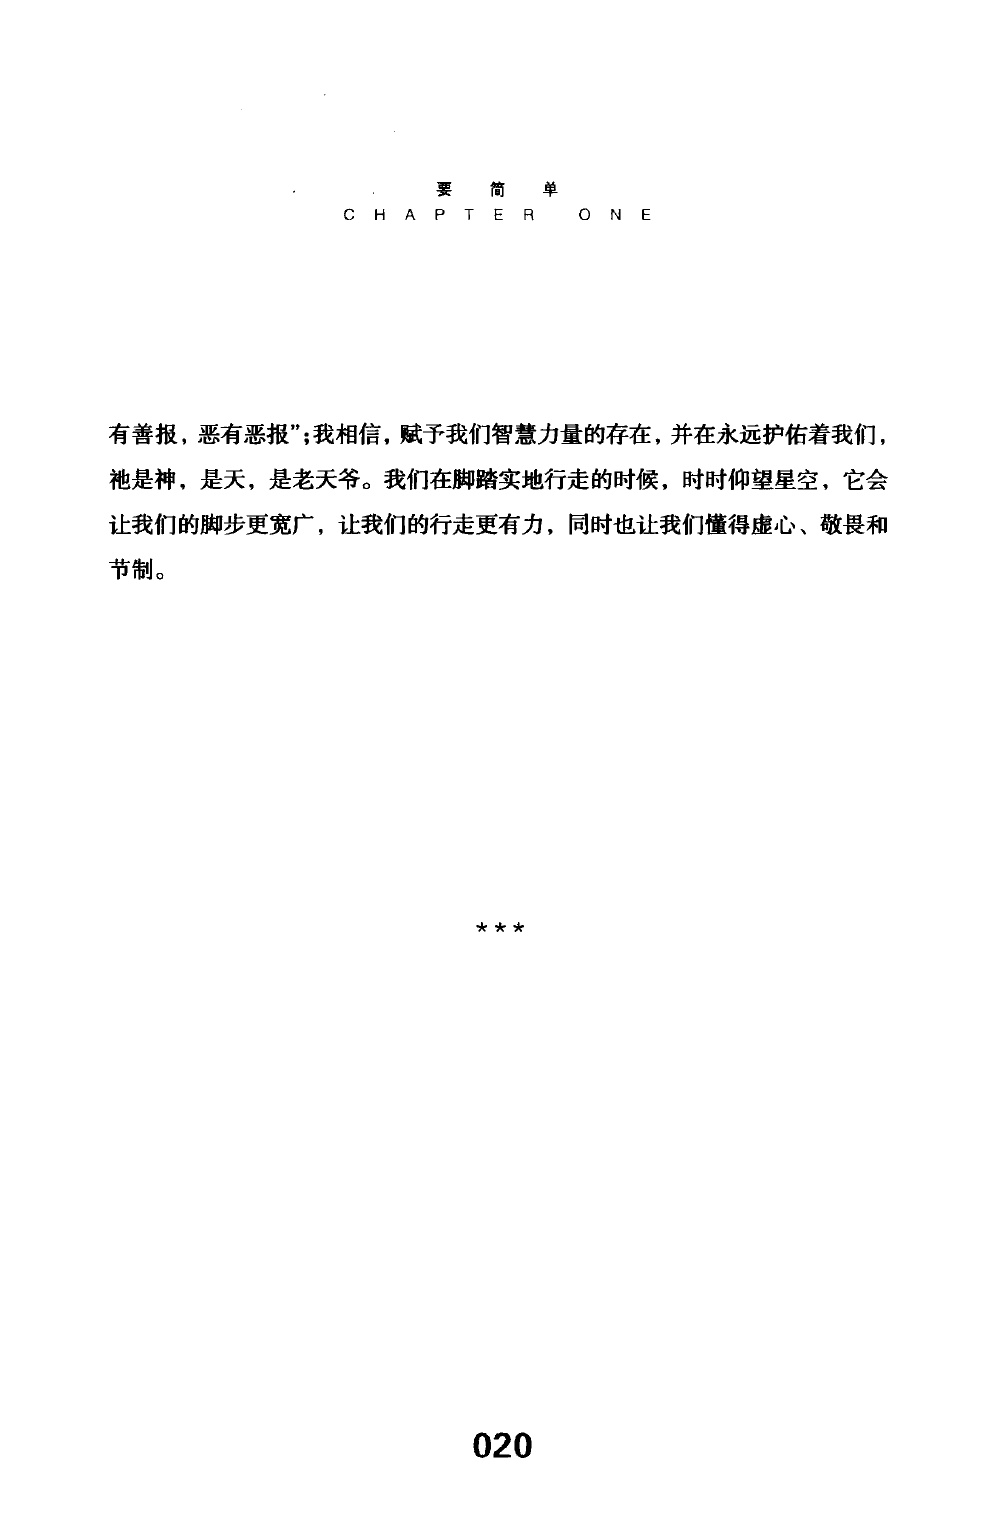 要简单
CHAPTER ONE
有善报，恶有恶报”；我相信，赋予我们智慧力量的存在，并在永远护佑着我们，
祂是神，是天，是老天爷。我们在脚踏实地行走的时候，时时仰望星空，它会
让我们的脚步更宽广，让我们的行走更有力，同时也让我们懂得虚心、敬畏和
节制。
***
020